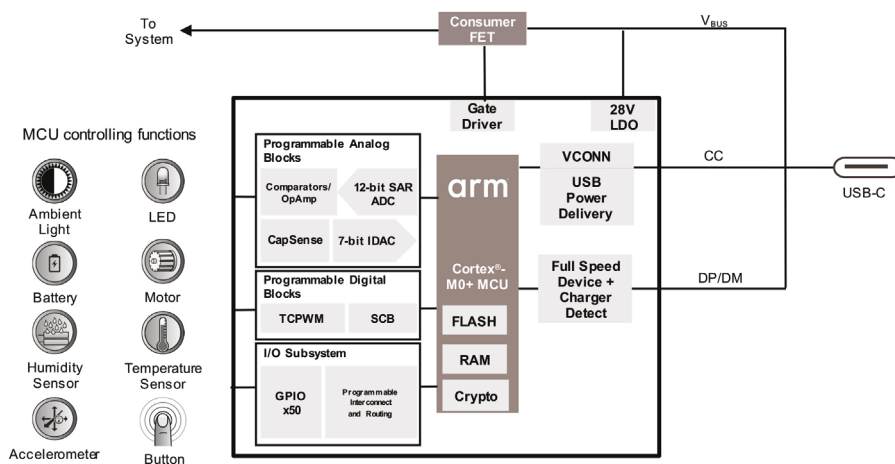 To
System
Consumer
FET
VBUS
Gate
Driver
28V
LDO
MCU controlling functions
Ambient
Light
LED
Battery
Motor
Humidity
Sensor
Temperature
Sensor
Accelerometer
Button
Programmable Analog
Blocks
Comparators/
OpAmp
12-bit SAR
ADC
CapSense
7-bit IDAC
Programmable Digital
Blocks
TCPWM
SCB
I/O Subsystem
GPIO
x50
Programmable
Interconnect
and Routing
arm
Cortex®-
M0+ MCU
FLASH
RAM
Crypto
VCONN
USB
Power
Delivery
Full Speed
Device +
Charger
Detect
CC
DP/DM
USB-C